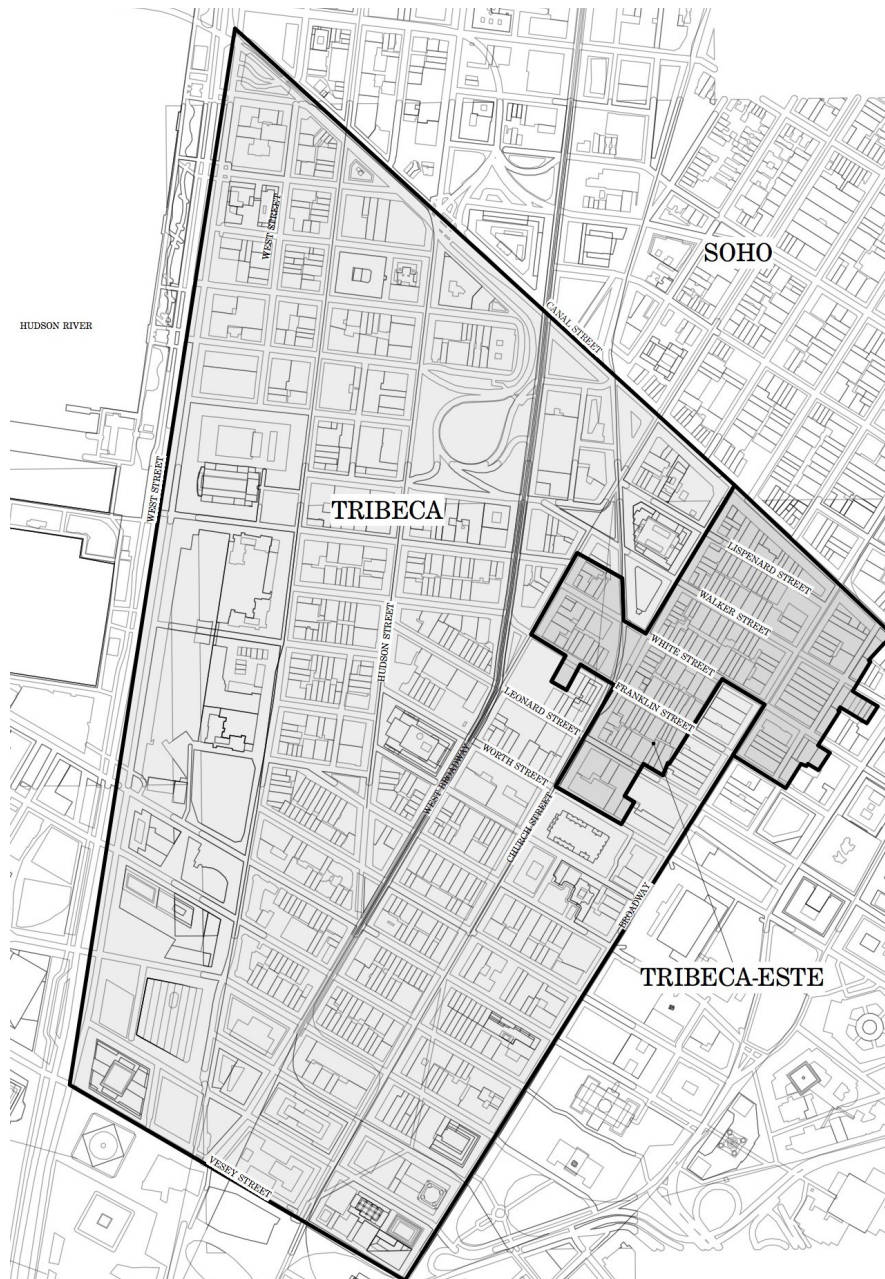 SOHO
WEST STREET
HUDSON RIVER
CANAL STREET
WEST STREET
TRIBECA
LISPENARD STREET
WALKER STREET
HUDSON STREET
WHITE STREET
FRANKLIN STREET
LEONARD STREET
WORTH STREET
WEST BROADWAY
CHURCH STREET
BROADWAY
TRIBECA-ESTE
VESEY STREET